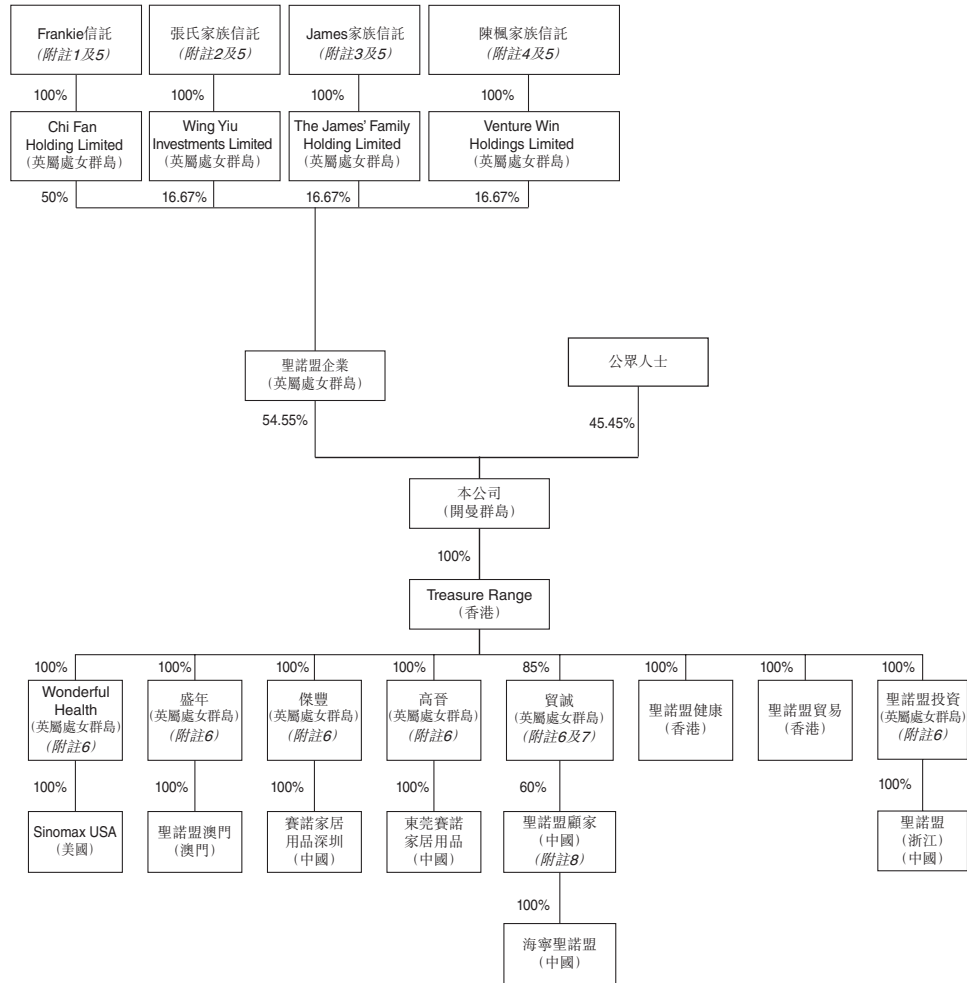 Frankie信託
(附註1及5)
張氏家族信託
(附註2及5)
James家族信託
(附註3及5)
陳楓家族信託
(附註4及5)
100%
100%
100%
100%
Chi Fan
Holding Limited
(英屬處女群島)
Wing Yiu
Investments Limited
(英屬處女群島)
The James' Family
Holding Limited
(英屬處女群島)
Venture Win
Holdings Limited
(英屬處女群島)
50%
16.67%
16.67%
16.67%
聖諾盟企業
(英屬處女群島)
公眾人士
54.55%
45.45%
本公司
(開曼群島)
100%
Treasure Range
(香港)
100%
100%
100%
100%
85%
100%
100%
100%
Wonderful
Health
(英屬處女群島)
(附註6)
盛年
(英屬處女群島)
(附註6)
傑豐
(英屬處女群島)
(附註6)
高晉
(英屬處女群島)
(附註6)
貿誠
(英屬處女群島)
(附註6及7)
聖諾盟健康
(香港)
聖諾盟貿易
(香港)
聖諾盟投資
(英屬處女群島)
(附註6)
100%
100%
100%
100%
60%
100%
Sinomax USA
(美國)
聖諾盟澳門
(澳門)
賽諾家居
用品深圳
(中國)
東莞賽諾
家居用品
(中國)
聖諾盟顧家
(中國)
(附註8)
聖諾盟
(浙江)
(中國)
100%
海寧聖諾盟
(中國)